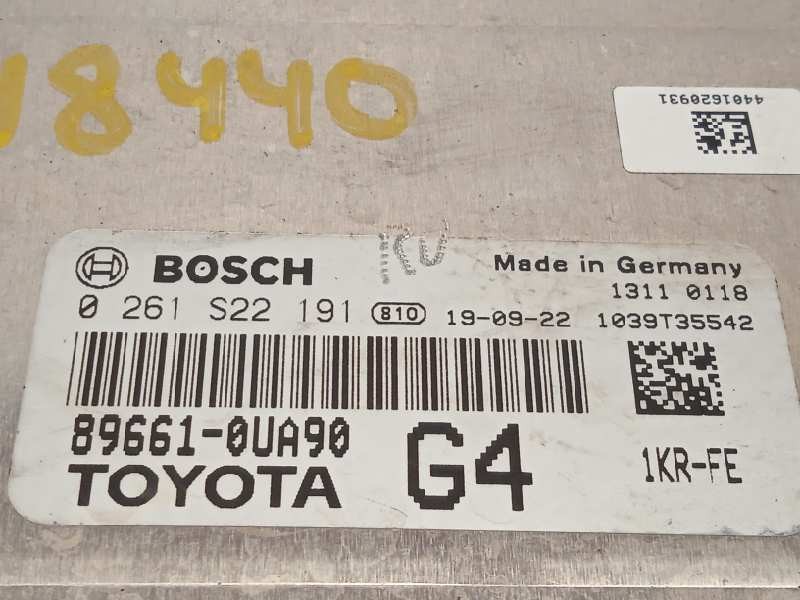 18440
4401620931
BOSCH
Made in Germany
0 261 S22 191 810 19-09-22
1311 0118
1039T35542
89661-0UA90
TOYOTA
G4
1KR-FE